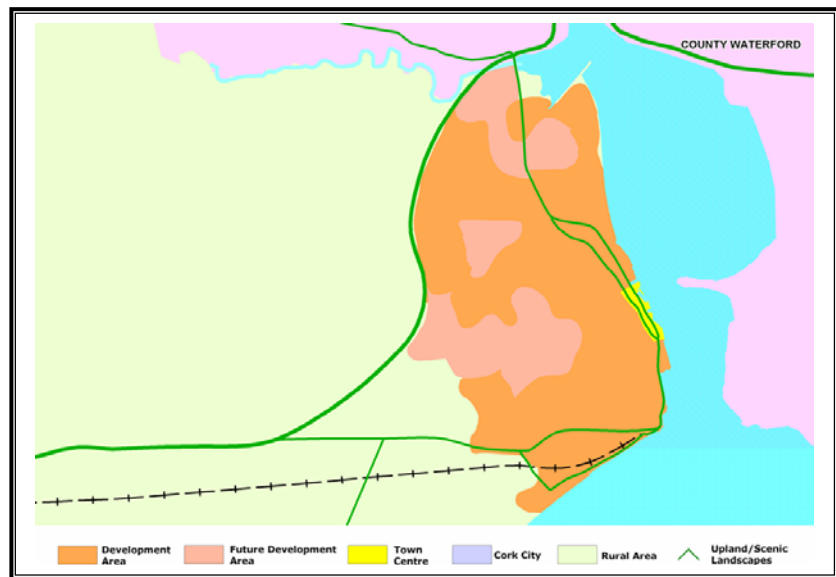 COUNTY WATERFORD
Development Area
Future Development Area
Town Centre
Cork City
Rural Area
Upland/Scenic Landscapes